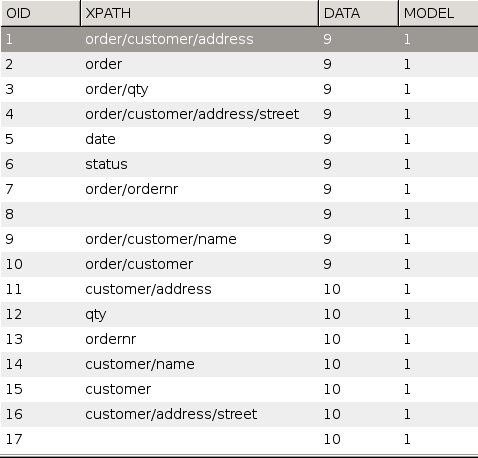 OID XPATH DATA MODEL
1 order/customer/address 9 1
2 order 9 1
3 order/qty 9 1
4 order/customer/address/street 9 1
5 date 9 1
6 status 9 1
7 order/ordernr 9 1
8 9 1
9 order/customer/name 9 1
10 order/customer 9 1
11 customer/address 10 1
12 qty 10 1
13 ordernr 10 1
14 customer/name 10 1
15 customer 10 1
16 customer/address/street 10 1
17 10 1